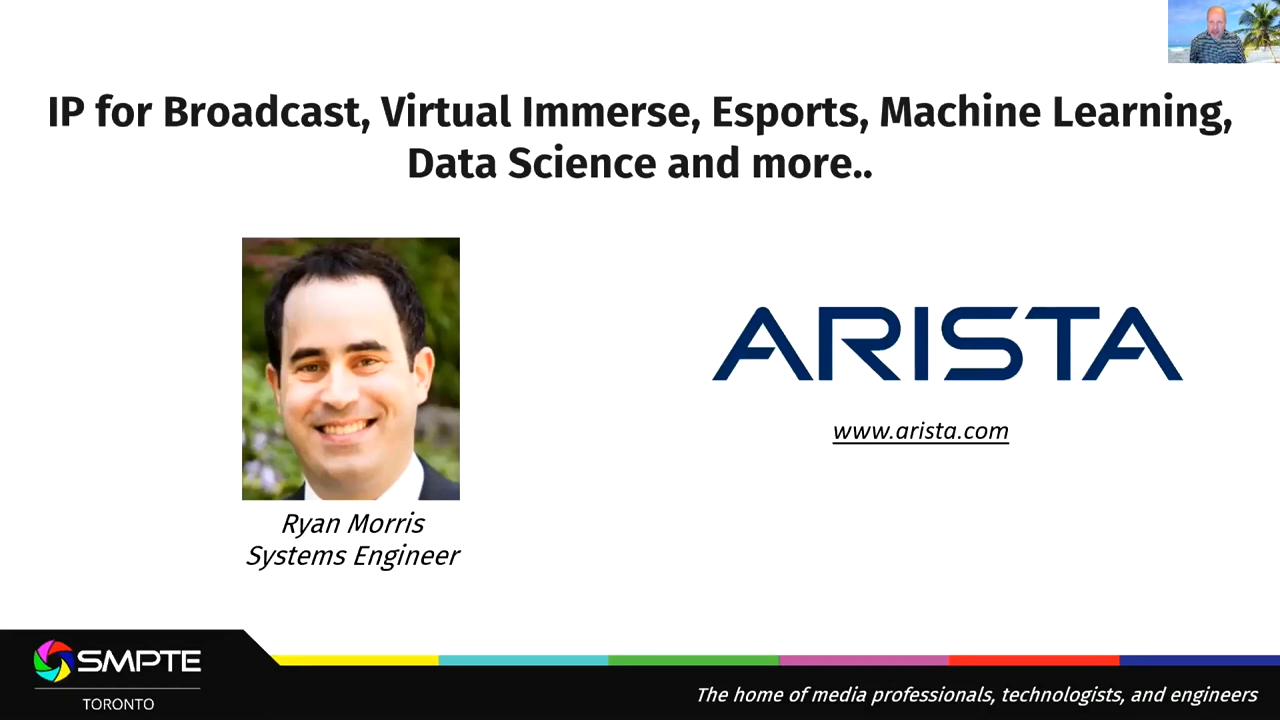 IP for Broadcast, Virtual Immerse, Esports, Machine Learning,
Data Science and more..
ARISTA
www.arista.com
Ryan Morris
Systems Engineer
SMPTE
TORONTO
The home of media professionals, technologists, and engineers